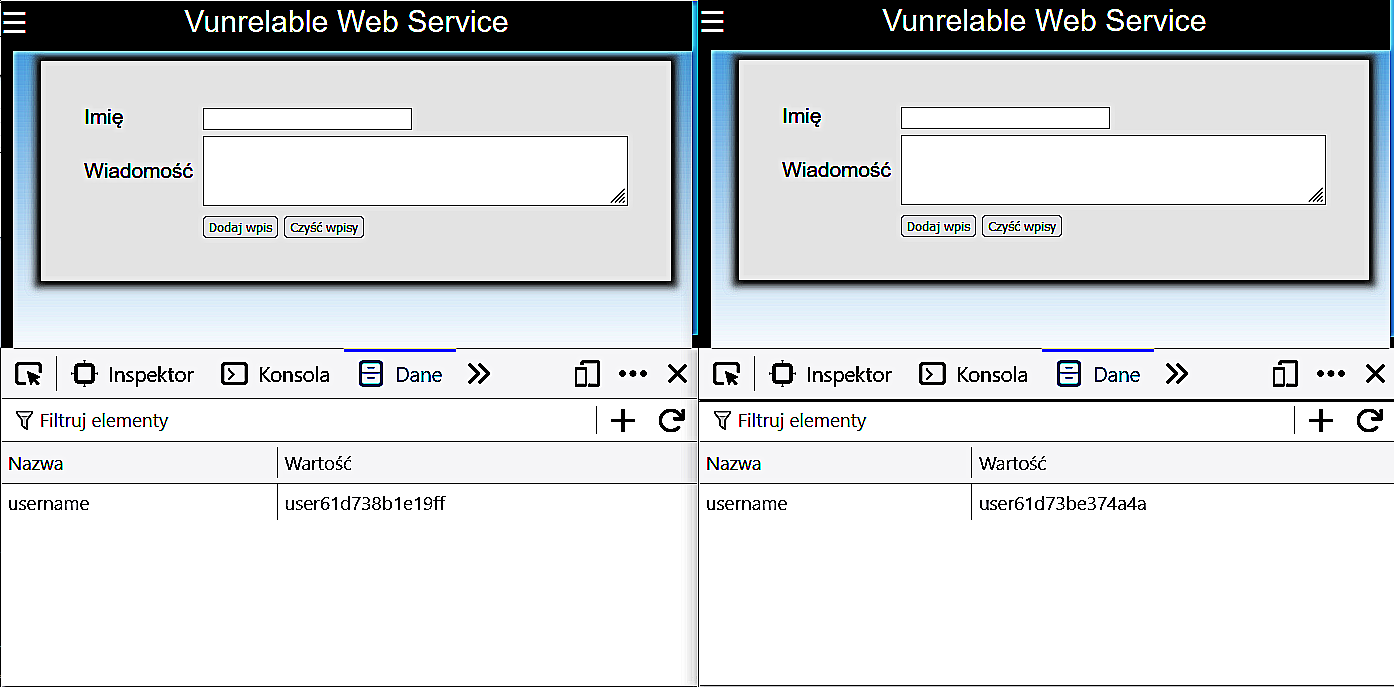 Vunrelable Web Service
Imię
Wiadomość
Dodaj wpis Czyść wpisy
Inspektor Konsola Dane
Filtruj elementy
Nazwa Wartość
username user61d738b1e19ff
Vunrelable Web Service
Imię
Wiadomość
Dodaj wpis Czyść wpisy
Inspektor Konsola Dane
Filtruj elementy
Nazwa Wartość
username user61d73be374a4a